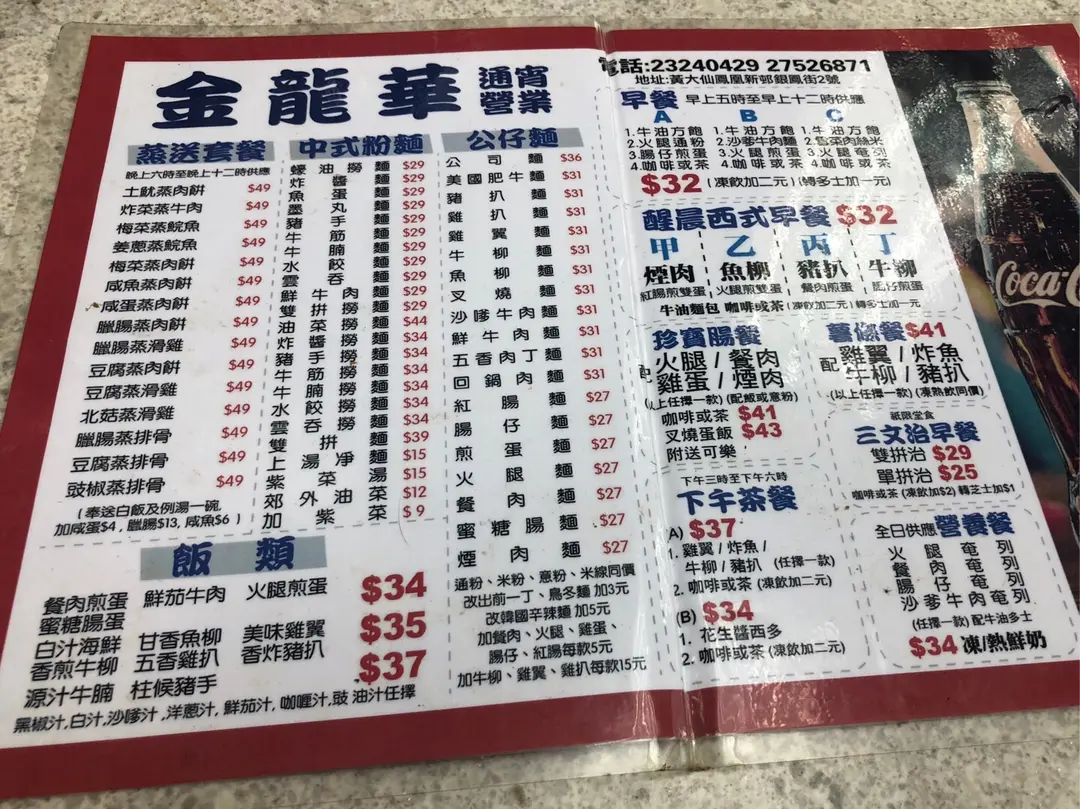 金龍華 通宵營業
電話:23240429 27526871
地址:黃大仙鳳凰新邨銀鳳街2號
蒸送套餐
晚上六時至晚上十二時供應
土魷蒸肉餅 $49
炸菜蒸牛肉 $49
梅菜蒸鯇魚 $49
姜蔥蒸鯇魚 $49
梅菜蒸肉餅 $49
咸魚蒸肉餅 $49
咸蛋蒸肉餅 $49
臘腸蒸肉餅 $49
臘腸蒸滑雞 $49
豆腐蒸肉餅 $49
豆腐蒸滑雞 $49
北菇蒸滑雞 $49
臘腸蒸排骨 $49
豆腐蒸排骨 $49
豉椒蒸排骨 $49
(奉送白飯及例湯一碗,
加咸蛋$4,臘腸$13,咸魚$6)
中式粉麵
蠔油撈麵 $29
炸醬麵 $29
魚蛋麵 $29
墨丸麵 $29
豬手麵 $29
牛筋麵 $29
牛腩麵 $29
水餃麵 $29
雲吞麵 $29
鮮牛肉麵 $29
雙拼撈麵 $29
油菜撈麵 $44
炸醬撈麵 $34
豬手撈麵 $34
牛筋撈麵 $34
牛腩撈麵 $34
水餃撈麵 $34
雲吞撈麵 $34
雙拼麵 $39
上湯淨麵 $15
紫菜湯 $15
郊外油菜 $12
加紫菜 $9
公仔麵
公司麵 $36
美國肥牛麵 $31
豬扒麵 $31
雞扒麵 $31
雞翼麵 $31
牛柳麵 $31
魚柳麵 $31
叉燒麵 $31
沙嗲牛肉麵 $31
鮮牛肉麵 $31
五香肉丁麵 $31
回鍋肉麵 $31
紅腸麵 $27
腸仔麵 $27
煎蛋麵 $27
火腿麵 $27
餐肉麵 $27
蜜糖腸麵 $27
煙肉麵 $27
通粉、米粉、意粉、米線同價
改出前一丁、烏冬麵 加3元
改韓國辛辣麵 加5元
加餐肉、火腿、雞蛋、
腸仔、紅腸每款5元
加牛柳、雞翼、雞扒每款15元
飯類
餐肉煎蛋 鮮茄牛肉 火腿煎蛋 $34
蜜糖腸蛋
白汁海鮮 甘香魚柳 美味雞翼 $35
香煎牛柳 五香雞扒 香炸豬扒 $37
源汁牛腩 柱候豬手
黑椒汁,白汁,沙嗲汁,洋蔥汁,鮮茄汁,咖喱汁,豉油汁任擇
早餐 早上五時至早上十二時供應
A B C
1.牛油方飽 1.牛油方飽 1.牛油方飽
2.火腿通粉 2.沙爹牛肉麵 2.雪菜肉絲米
3.腸仔煎蛋 3.火腿煎蛋 3.火腿奄列
4.咖啡或茶 4.咖啡或茶 4.咖啡或茶
$32 (凍飲加二元)(轉多士加一元)
醒晨西式早餐 $32
甲 乙 丙 丁
煙肉 魚柳 豬扒 牛柳
紅腸煎雙蛋 火腿煎雙蛋 餐肉煎蛋 腸仔煎蛋
牛油麵包 咖啡或茶 (凍飲加二元) 轉多士加一元
珍寶腸餐
配 火腿/餐肉
雞蛋/煙肉
(以上任擇一款)(配飯或意粉)
咖啡或茶 $41
叉燒蛋飯 $43
附送可樂
薯條餐 $41
配 雞翼/炸魚
牛柳/豬扒
(以上任擇一款)(凍熱飲同價)
祇限堂食
三文治早餐
雙拼治 $29
單拼治 $25
咖啡或茶 (凍飲加$2) 轉芝士加$1
下午三時至下午六時
下午茶餐
A) $37
1. 雞翼/炸魚/
牛柳/豬扒 (任擇一款)
2. 咖啡或茶 (凍飲加二元)
(B) $34
1. 花生醬西多
2. 咖啡或茶 (凍飲加二元)
全日供應 營養餐
火腿奄列
餐肉奄列
腸仔奄列
沙爹牛肉奄列
(任擇一款) 配牛油多士
$34 凍/熱鮮奶
Coca-C